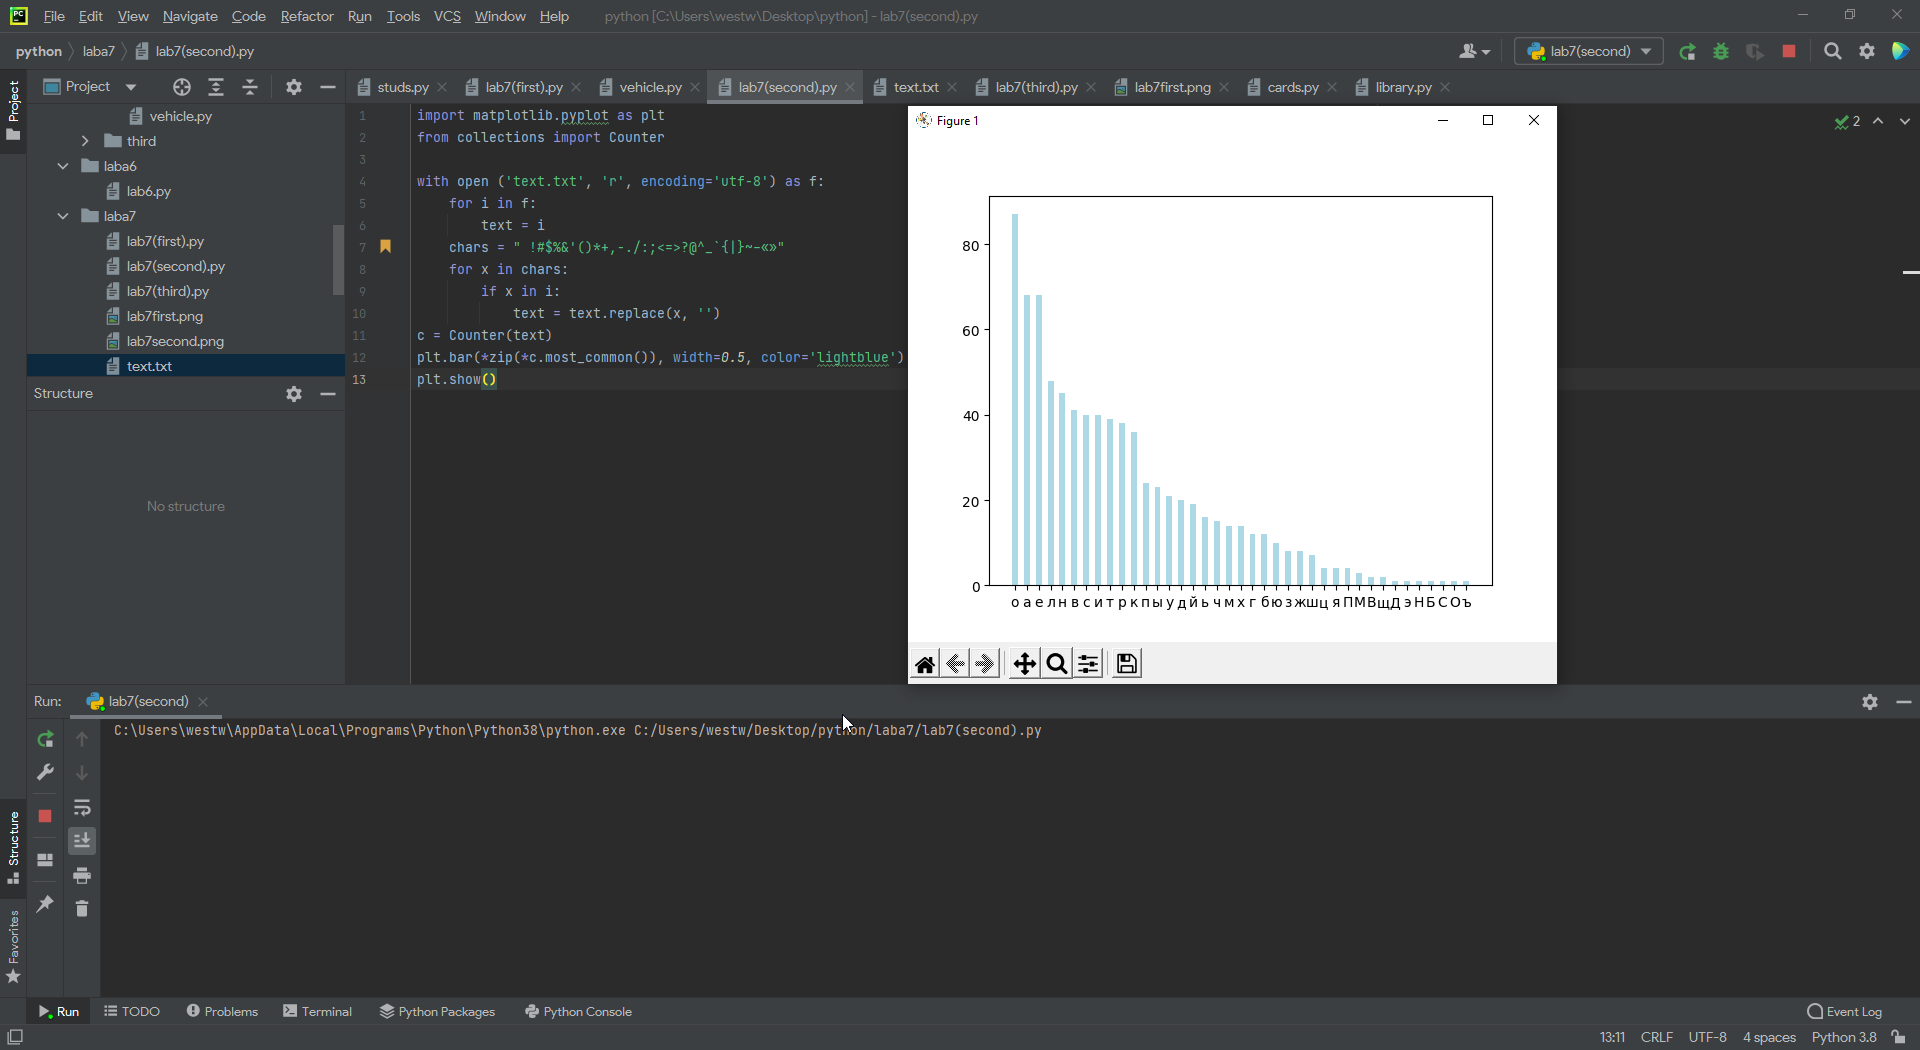 File Edit View Navigate Code Refactor Run Tools VCS Window Help python [C:\Users\westw\Desktop\python] - lab7(second).py
python laba7 lab7(second).py
lab7(second)
Project
studs.py lab7(first).py vehicle.py lab7(second).py text.txt lab7(third).py lab7first.png cards.py library.py
Project
vehicle.py
third
laba6
lab6.py
laba7
lab7(first).py
lab7(second).py
lab7(third).py
lab7first.png
lab7second.png
text.txt
Structure
No structure
1 import matplotlib.pyplot as plt
2 from collections import Counter
3
4 with open ('text.txt', 'r', encoding='utf-8') as f:
5 for i in f:
6 text = i
7 chars = " !#$%&'()*+,-./:;<=>?@^_`{|}~—«»"
8 for x in chars:
9 if x in i:
10 text = text.replace(x, '')
11 c = Counter(text)
12 plt.bar(*zip(*c.most_common()), width=0.5, color='lightblue')
13 plt.show()
2
Figure 1
80
60
40
20
0
о а е л н в с и т р к п ы у д й ь ч м х г б ю з ж ш ц я П М В щ Д э Н Б С О ъ
Run: lab7(second)
C:\Users\westw\AppData\Local\Programs\Python\Python38\python.exe C:/Users/westw/Desktop/python/laba7/lab7(second).py
Structure
Favorites
Run TODO Problems Terminal Python Packages Python Console Event Log
13:11 CRLF UTF-8 4 spaces Python 3.8